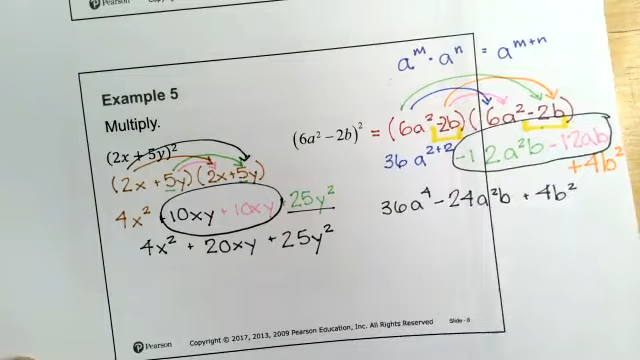 Pearson
a^m · a^n = a^(m+n)
Example 5
Multiply.
(2x + 5y)²
(2x + 5y)(2x + 5y)
4x² + 10xy + 10xy + 25y²
4x² + 20xy + 25y²
(6a² − 2b)² = (6a² − 2b)(6a² − 2b)
36a^(2+2) − 12a²b − 12ab
+ 4b²
36a⁴ − 24a²b + 4b²
Pearson
Copyright © 2017, 2013, 2009 Pearson Education, Inc. All Rights Reserved
Slide - 8